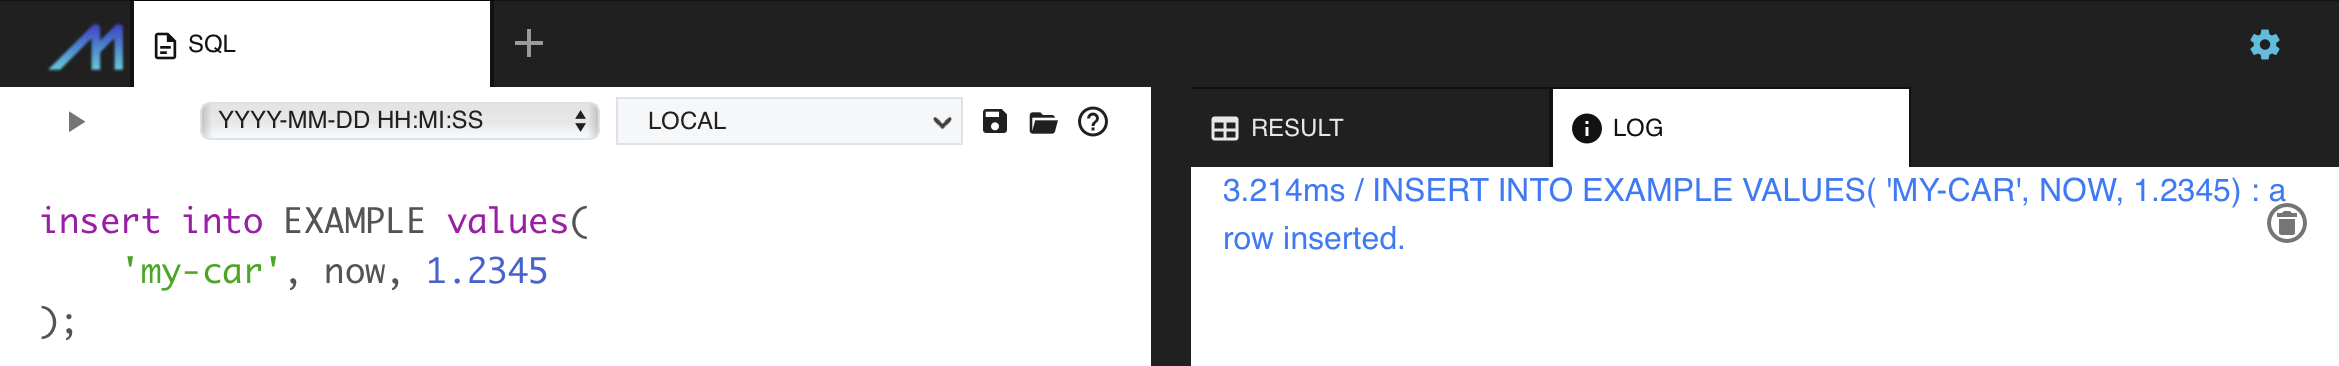 SQL
YYYY-MM-DD HH:MI:SS
LOCAL
insert into EXAMPLE values(
'my-car', now, 1.2345
);
RESULT
LOG
3.214ms / INSERT INTO EXAMPLE VALUES( 'MY-CAR', NOW, 1.2345) : a
row inserted.